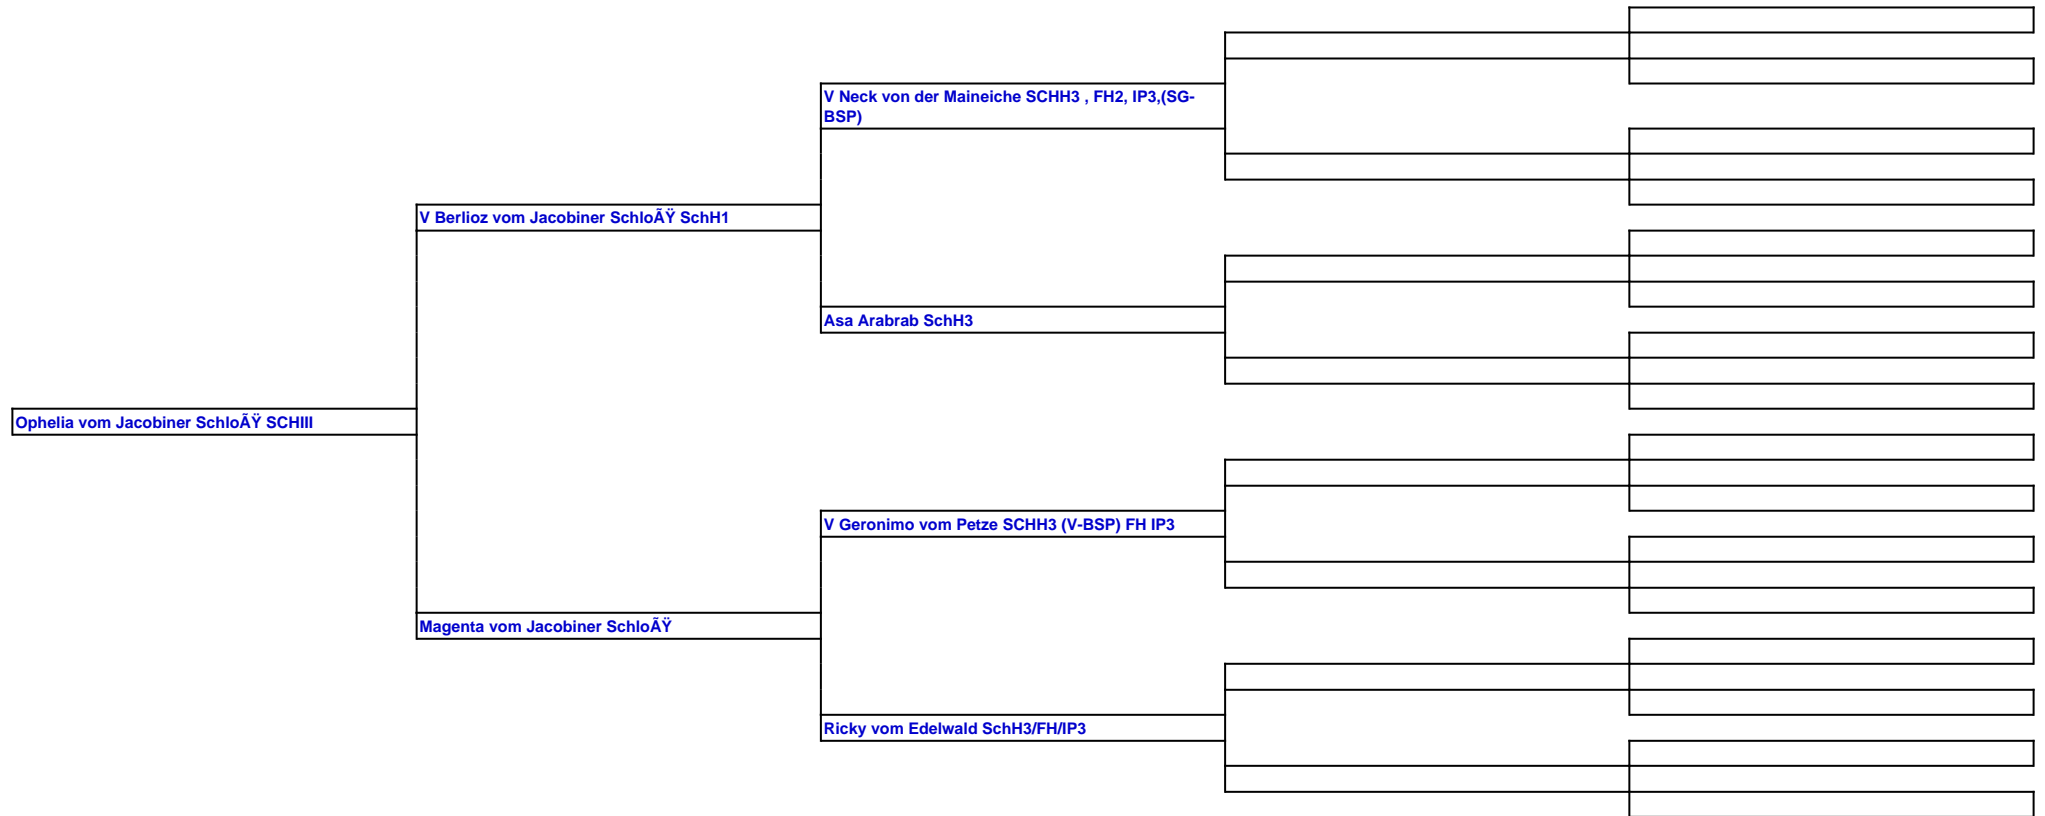 V Neck von der Maineiche SCHH3 , FH2, IP3,(SG-
BSP)
V Berlioz vom Jacobiner SchloÃŸ SchH1
Asa Arabrab SchH3
Ophelia vom Jacobiner SchloÃŸ SCHIII
V Geronimo vom Petze SCHH3 (V-BSP) FH IP3
Magenta vom Jacobiner SchloÃŸ
Ricky vom Edelwald SchH3/FH/IP3